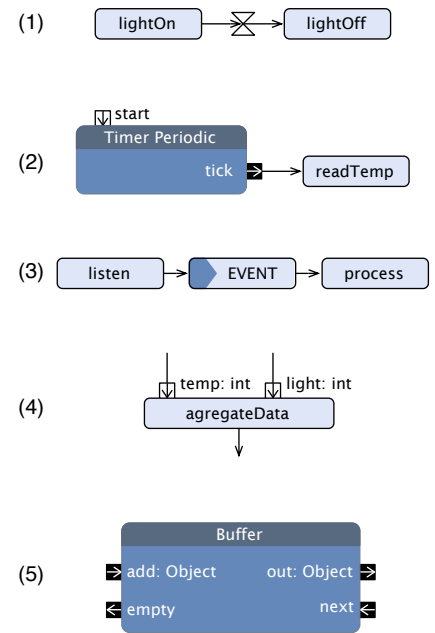 (1) lightOn lightOff
start
Timer Periodic
(2) tick readTemp
(3) listen EVENT process
temp: int light: int
(4) agregateData
Buffer
add: Object out: Object
(5)
empty next